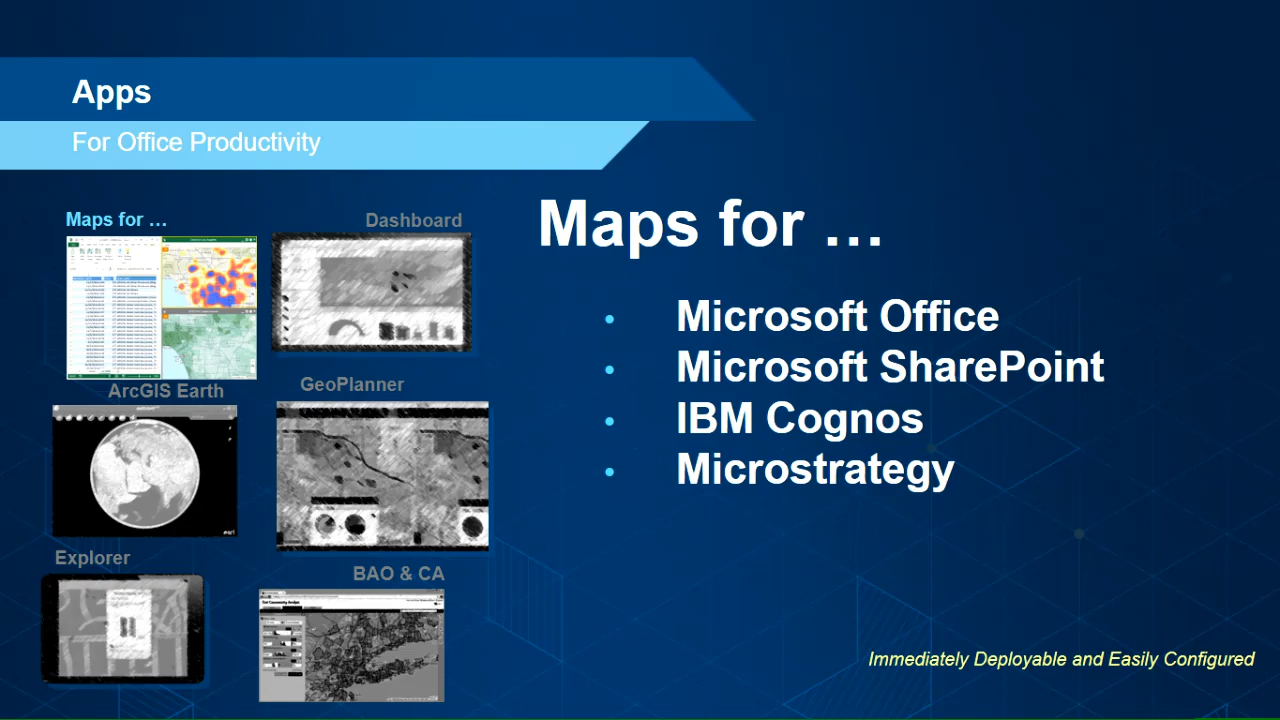 Apps
For Office Productivity
Maps for …
Dashboard
ArcGIS Earth
GeoPlanner
Explorer
BAO & CA
Maps for …
• Microsoft Office
• Microsoft SharePoint
• IBM Cognos
• Microstrategy
Immediately Deployable and Easily Configured